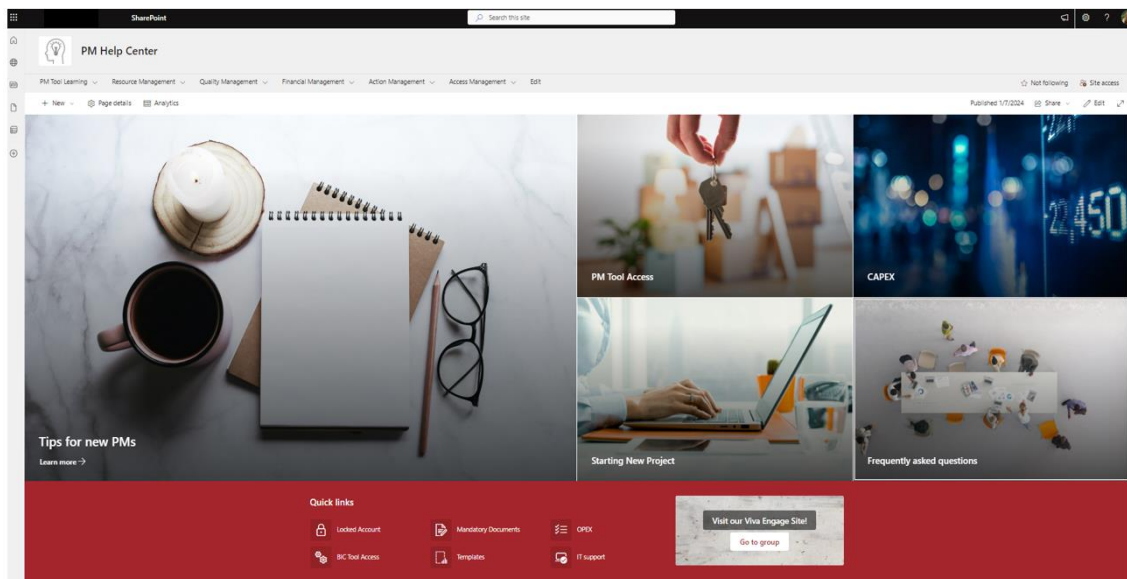 SharePoint
Search this site
?
PM Help Center
PM Tool Learning
Resource Management
Quality Management
Financial Management
Action Management
Access Management
Edit
Not following
Site access
+ New
Page details
Analytics
Published 1/7/2024
Share
Edit
2,450
PM Tool Access
CAPEX
Tips for new PMs
Learn more →
Starting New Project
Frequently asked questions
Quick links
Locked Account
Mandatory Documents
OPEX
Visit our Viva Engage Site!
Go to group
BIC Tool Access
Templates
IT support